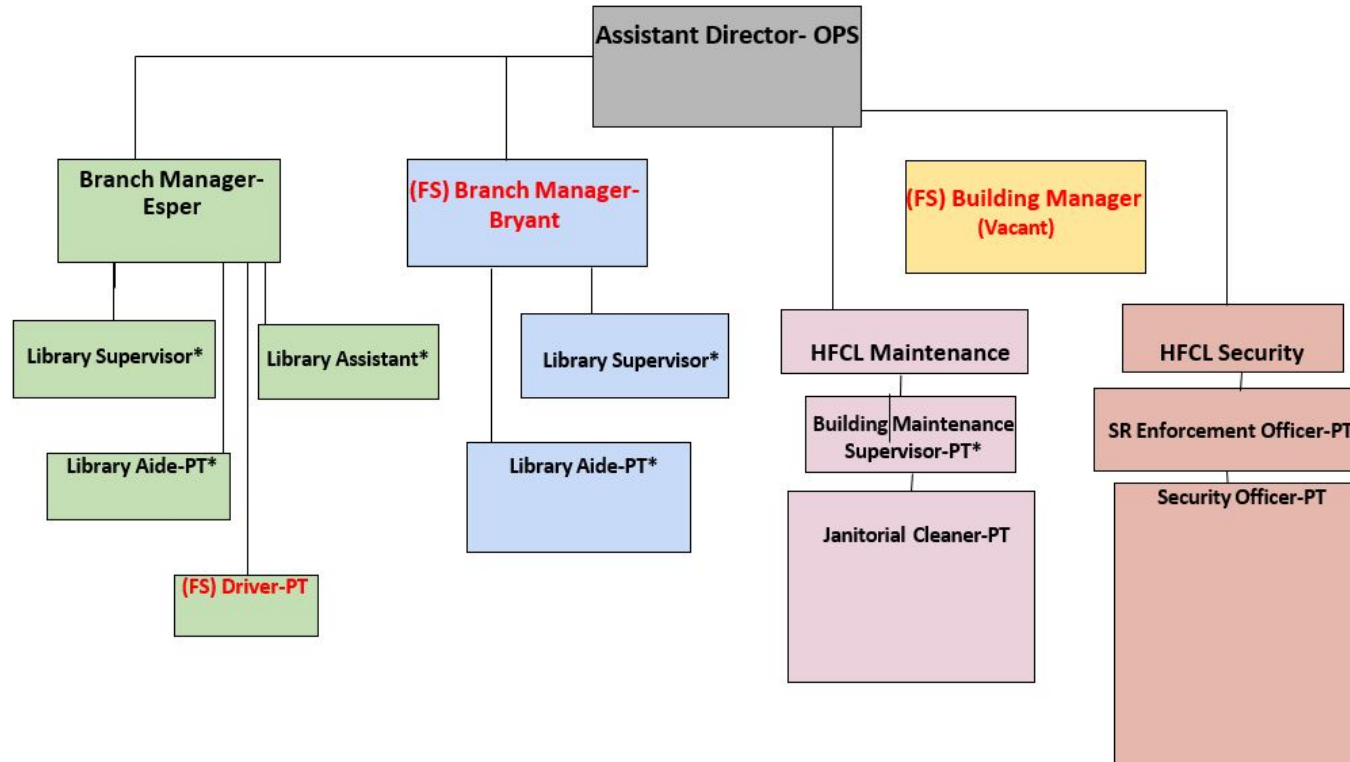 Assistant Director- OPS
Branch Manager-
Esper
(FS) Branch Manager-
Bryant
(FS) Building Manager
(Vacant)
Library Supervisor*
Library Assistant*
Library Supervisor*
HFCL Maintenance
HFCL Security
Building Maintenance
Supervisor-PT*
SR Enforcement Officer-PT
Library Aide-PT*
Library Aide-PT*
Janitorial Cleaner-PT
Security Officer-PT
(FS) Driver-PT